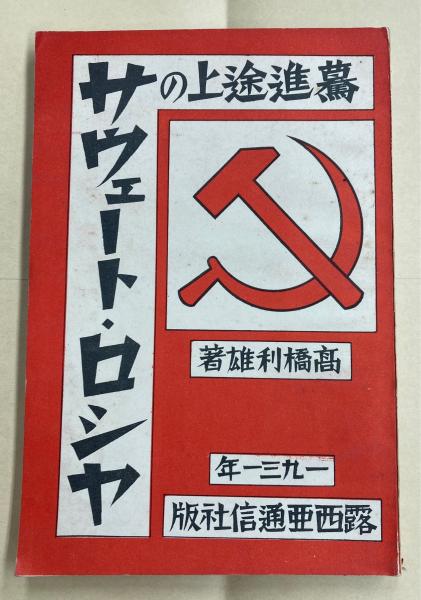 驀進途上の
サウェート・ロシヤ
高橋利雄著
一九三一年
露西亜通信社版